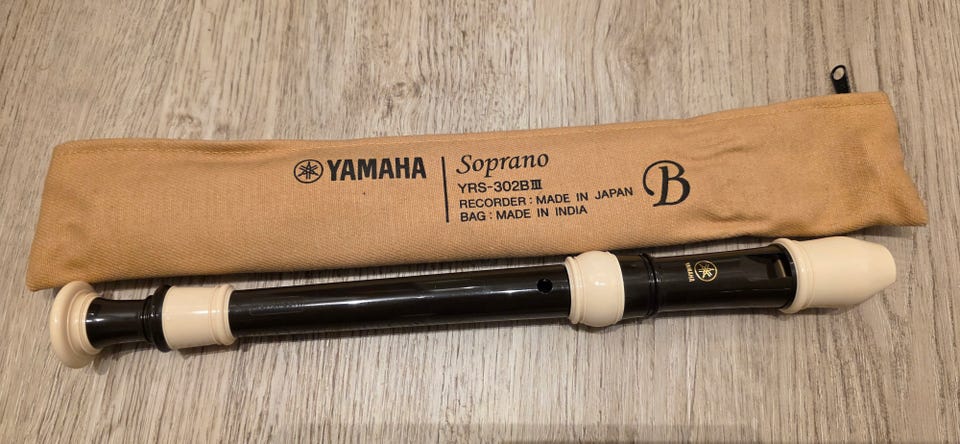 YAMAHA
Soprano
YRS-302BⅢ
RECORDER : MADE IN JAPAN
BAG : MADE IN INDIA
B
YAMAHA